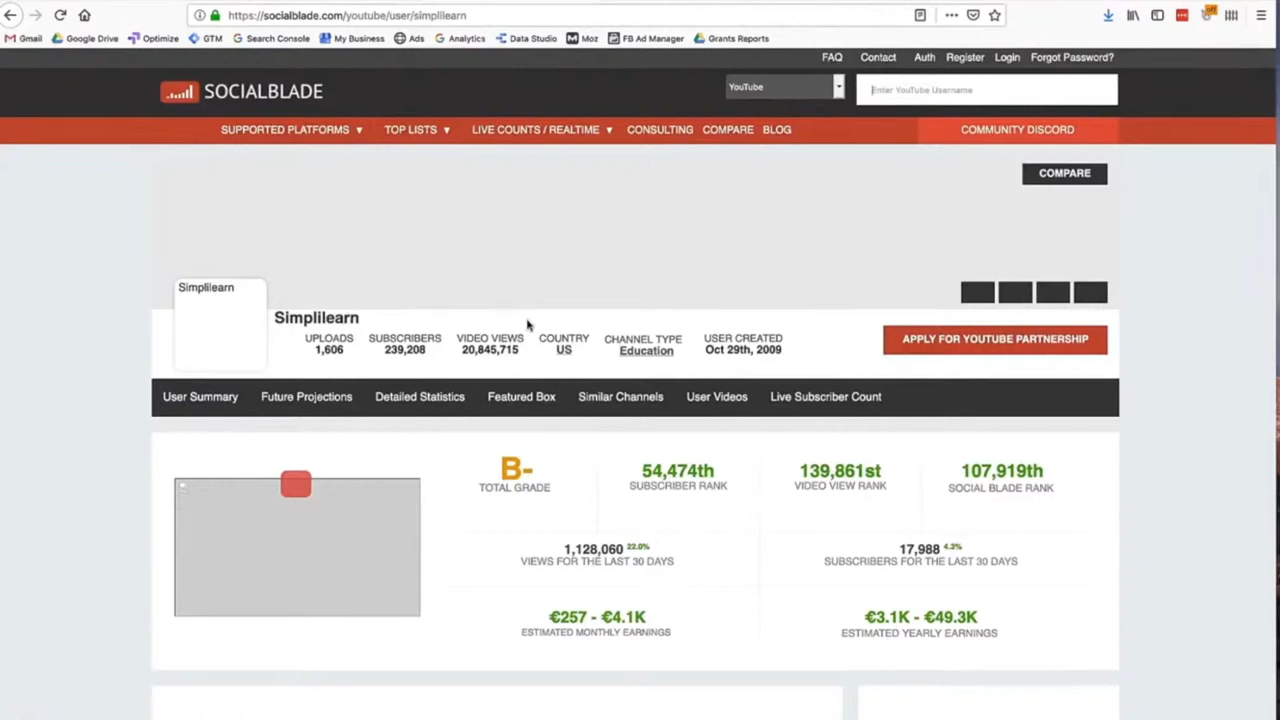 https://socialblade.com/youtube/user/simplilearn
Gmail Google Drive Optimize GTM Search Console My Business Ads Analytics Data Studio Moz FB Ad Manager Grants Reports
FAQ Contact Auth Register Login Forgot Password?
SOCIALBLADE YouTube Enter YouTube Username
SUPPORTED PLATFORMS TOP LISTS LIVE COUNTS / REALTIME CONSULTING COMPARE BLOG COMMUNITY DISCORD
COMPARE
Simplilearn
Simplilearn
UPLOADS SUBSCRIBERS VIDEO VIEWS COUNTRY CHANNEL TYPE USER CREATED
1,606 239,208 20,845,715 US Education Oct 29th, 2009
APPLY FOR YOUTUBE PARTNERSHIP
User Summary Future Projections Detailed Statistics Featured Box Similar Channels User Videos Live Subscriber Count
B- 54,474th 139,861st 107,919th
TOTAL GRADE SUBSCRIBER RANK VIDEO VIEW RANK SOCIAL BLADE RANK
1,128,060 22.0% 17,988 4.3%
VIEWS FOR THE LAST 30 DAYS SUBSCRIBERS FOR THE LAST 30 DAYS
€257 - €4.1K €3.1K - €49.3K
ESTIMATED MONTHLY EARNINGS ESTIMATED YEARLY EARNINGS